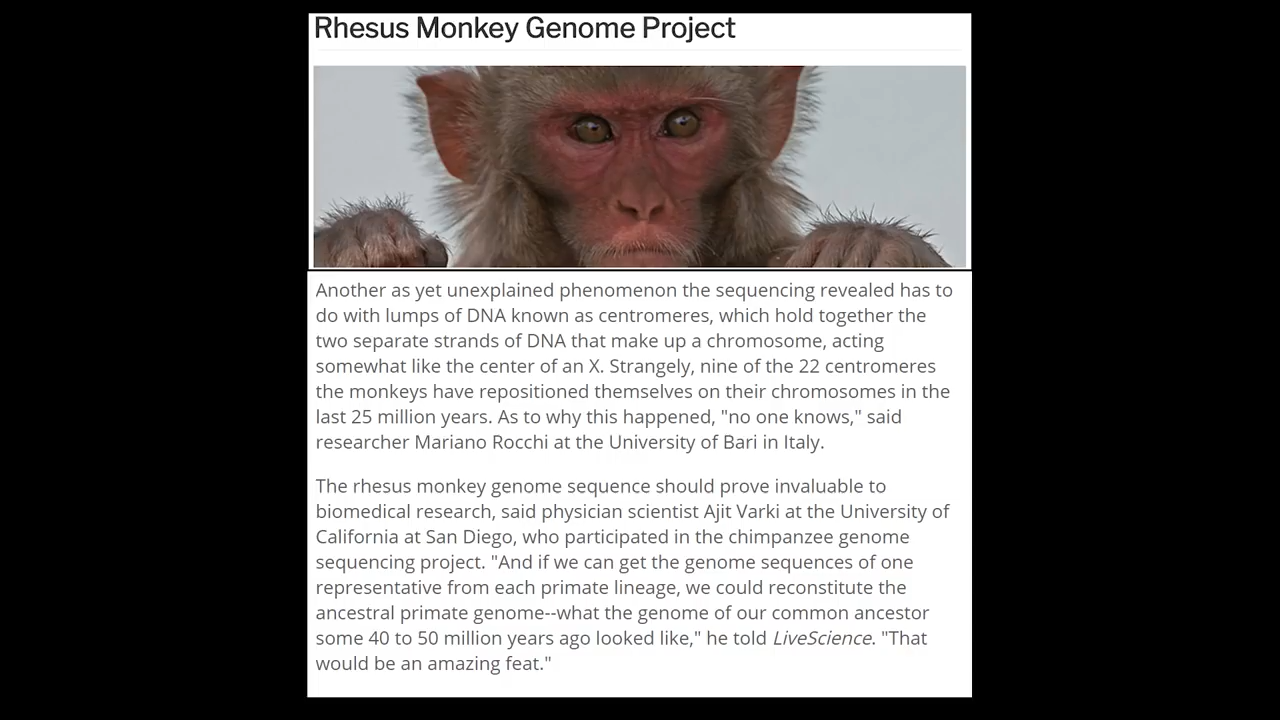 Rhesus Monkey Genome Project
Another as yet unexplained phenomenon the sequencing revealed has to
do with lumps of DNA known as centromeres, which hold together the
two separate strands of DNA that make up a chromosome, acting
somewhat like the center of an X. Strangely, nine of the 22 centromeres
the monkeys have repositioned themselves on their chromosomes in the
last 25 million years. As to why this happened, "no one knows," said
researcher Mariano Rocchi at the University of Bari in Italy.
The rhesus monkey genome sequence should prove invaluable to
biomedical research, said physician scientist Ajit Varki at the University of
California at San Diego, who participated in the chimpanzee genome
sequencing project. "And if we can get the genome sequences of one
representative from each primate lineage, we could reconstitute the
ancestral primate genome--what the genome of our common ancestor
some 40 to 50 million years ago looked like," he told LiveScience. "That
would be an amazing feat."